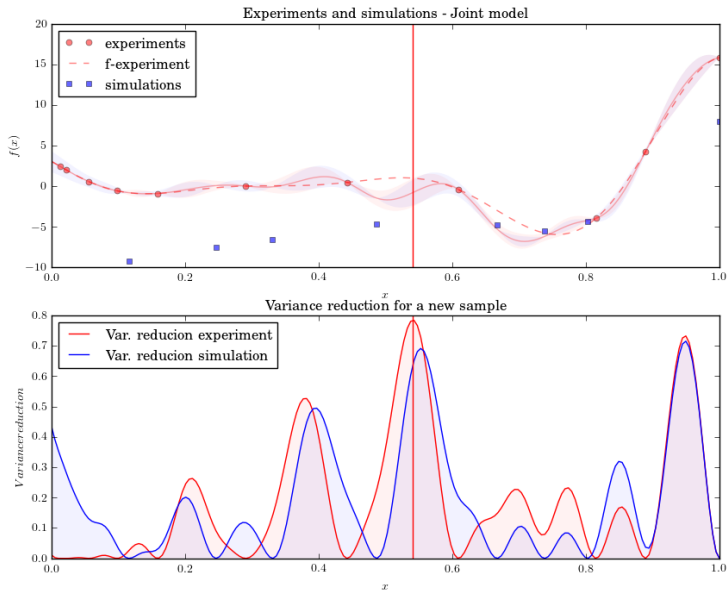 Experiments and simulations - Joint model
20
15
10
5
0
−5
−10
f(x)
experiments
f-experiment
simulations
0.0 0.2 0.4 0.6 0.8 1.0
x
Variance reduction for a new sample
0.8
0.7
0.6
0.5
0.4
0.3
0.2
0.1
0.0
Variancereduction
Var. reducion experiment
Var. reducion simulation
0.0 0.2 0.4 0.6 0.8 1.0
x